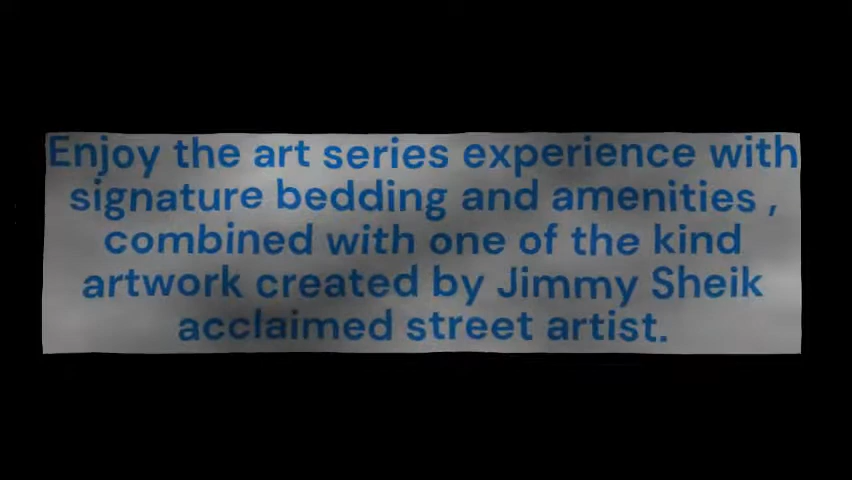 Enjoy the art series experience with
signature bedding and amenities ,
combined with one of the kind
artwork created by Jimmy Sheik
acclaimed street artist.